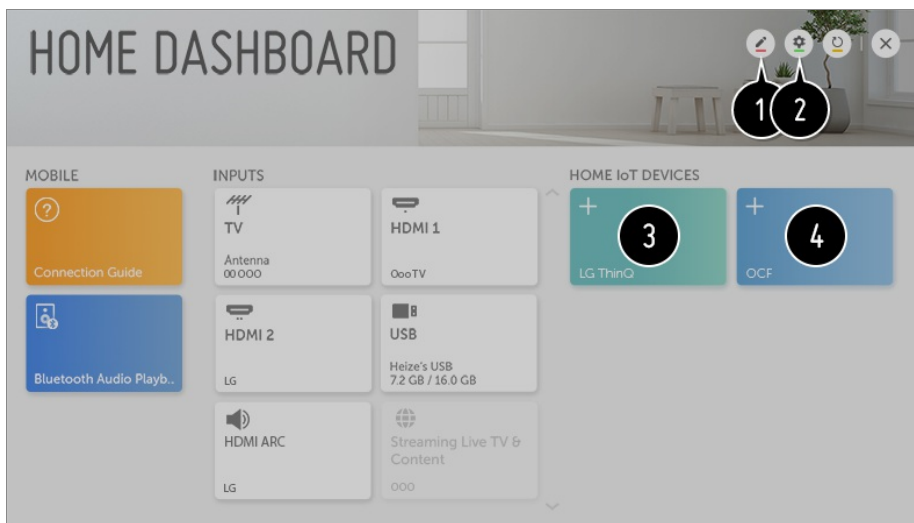 HOME DASHBOARD
1
2
MOBILE
INPUTS
HOME IoT DEVICES
Connection Guide
TV
Antenna
00 000
HDMI 1
OooTV
3
LG ThinQ
4
OCF
Bluetooth Audio Playb..
HDMI 2
LG
USB
Heize's USB
7.2 GB / 16.0 GB
HDMI ARC
LG
Streaming Live TV &
Content
000